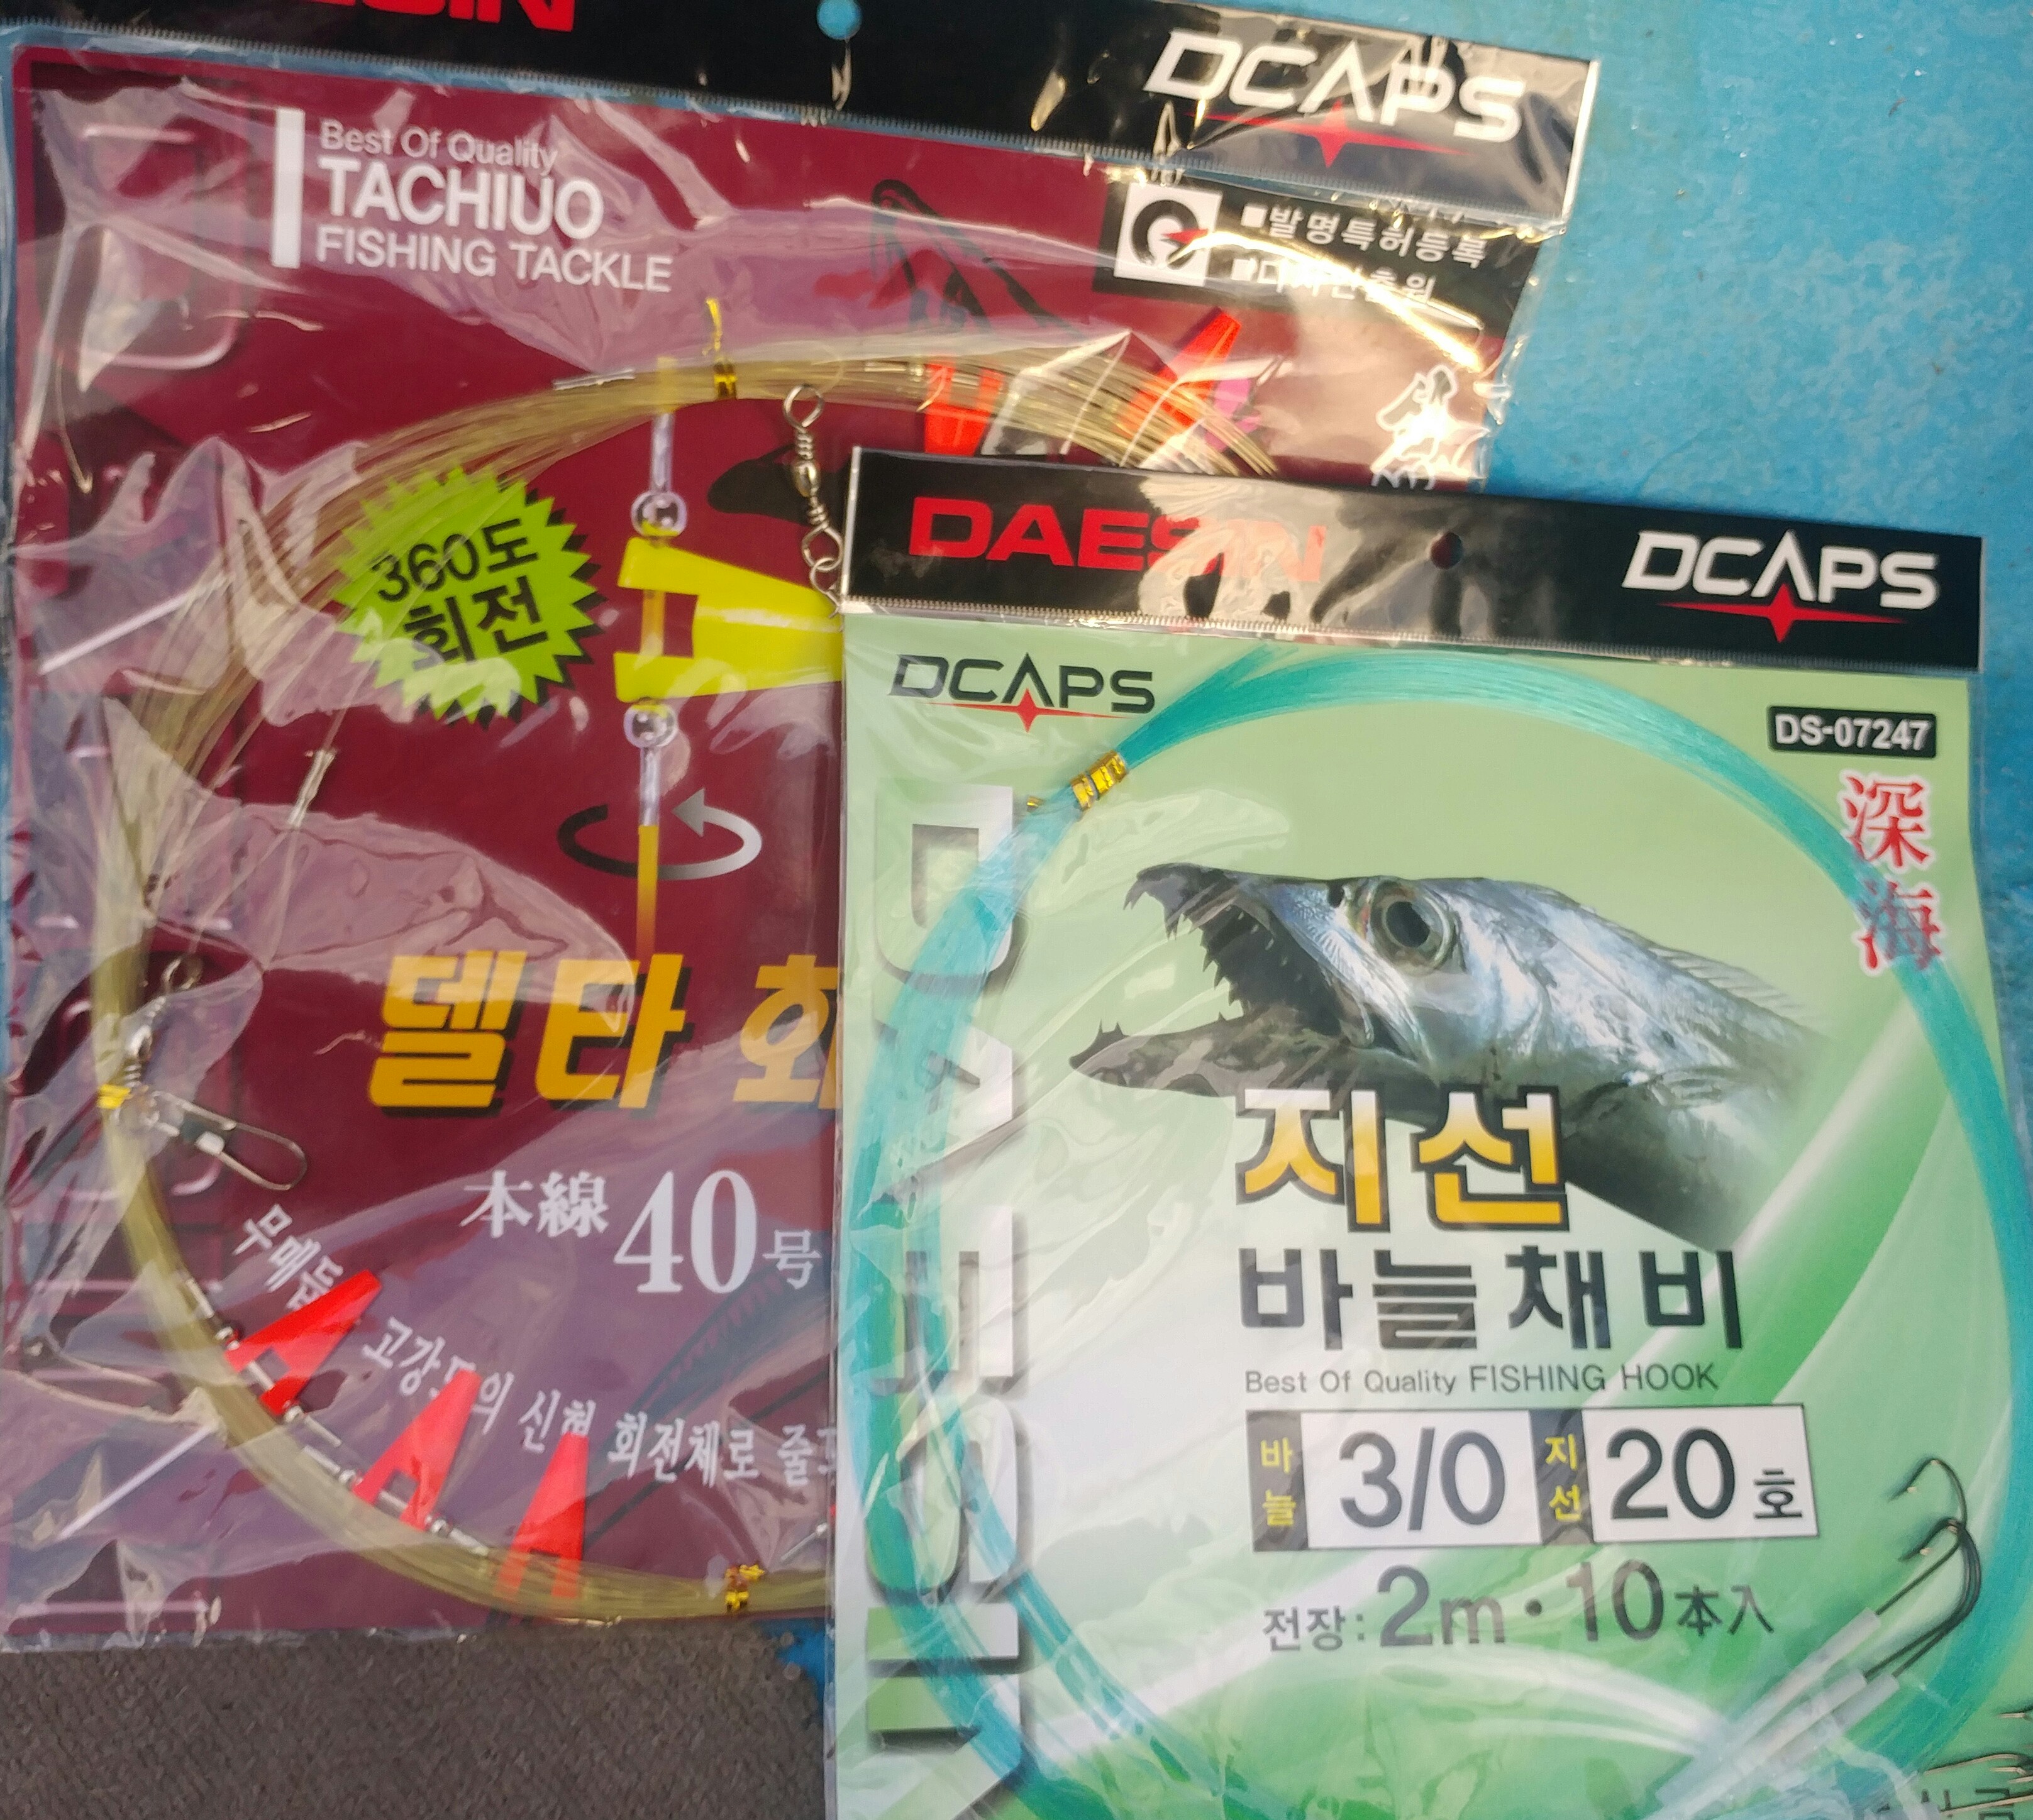 DCAPS
Best Of Quality
TACHIUO
FISHING TACKLE
■발명특허등록
360도
회전
델타
本線 40号
고강도의 신형 회전체로
DAESIN
DCAPS
DCAPS
DS-07247
深海
DAESIN
지선
바늘채비
Best Of Quality FISHING HOOK
바늘 3/0 지선 20호
전장: 2m·10本入